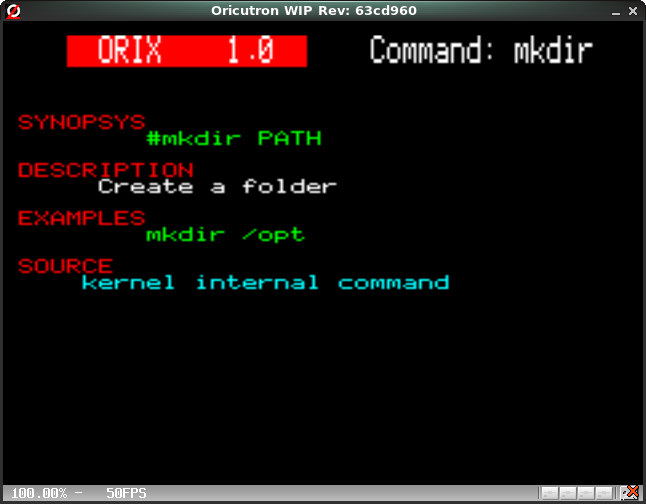 Oricutron WIP Rev: 63cd960
ORIX 1.0 Command: mkdir
SYNOPSYS
#mkdir PATH
DESCRIPTION
Create a folder
EXAMPLES
mkdir /opt
SOURCE
kernel internal command
100.00% - 50FPS